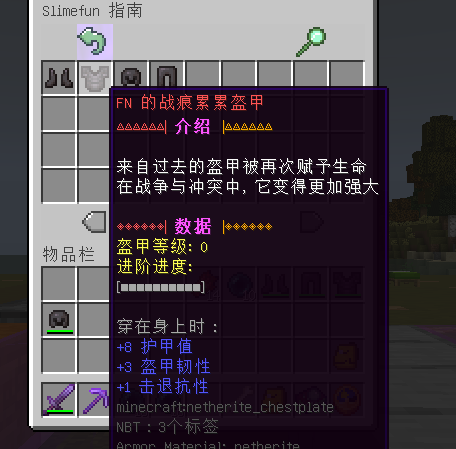 Slimefun 指南
FN 的战痕累累盔甲
△△△△△△| 介绍 |△△△△△△
来自过去的盔甲被再次赋予生命
在战争与冲突中, 它变得更加强大
◈◈◈◈◈◈| 数据 |◈◈◈◈◈◈
盔甲等级: 0
进阶进度:
[■■■■■■■■■■]
物品栏
穿在身上时：
+8 护甲值
+3 盔甲韧性
+1 击退抗性
minecraft:netherite_chestplate
NBT：3个标签
Armor Material: netherite